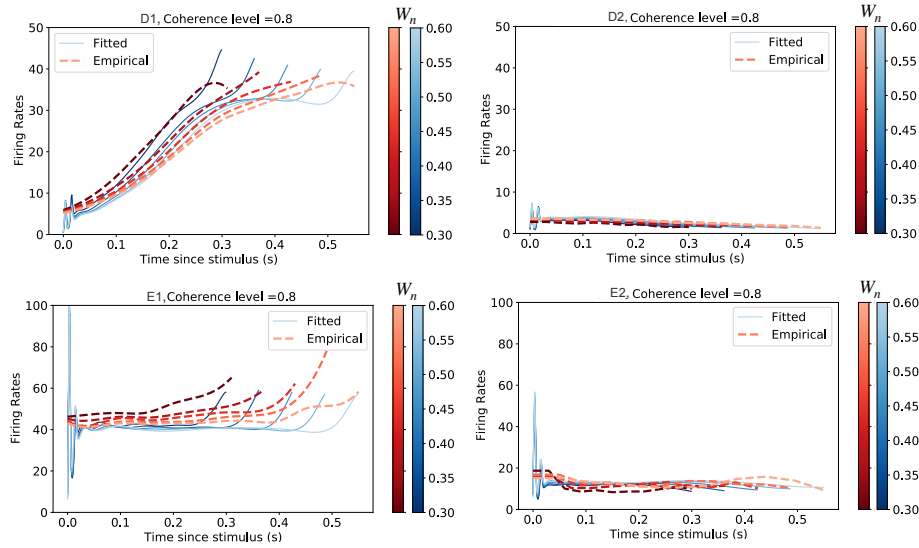 D1, Coherence level =0.8
W_n
Firing Rates
50
40
30
20
10
0
Fitted
Empirical
0.0 0.1 0.2 0.3 0.4 0.5
Time since stimulus (s)
0.60
0.55
0.50
0.45
0.40
0.35
0.30
D2, Coherence level =0.8
W_n
Firing Rates
50
40
30
20
10
0
Fitted
Empirical
0.0 0.1 0.2 0.3 0.4 0.5
Time since stimulus (s)
0.60
0.55
0.50
0.45
0.40
0.35
0.30
E1,Coherence level =0.8
W_n
Firing Rates
100
80
60
40
20
0
Fitted
Empirical
0.0 0.1 0.2 0.3 0.4 0.5
Time since stimulus (s)
0.60
0.55
0.50
0.45
0.40
0.35
0.30
E2, Coherence level =0.8
W_n
Firing Rates
100
80
60
40
20
0
Fitted
Empirical
0.0 0.1 0.2 0.3 0.4 0.5
Time since stimulus (s)
0.60
0.55
0.50
0.45
0.40
0.35
0.30